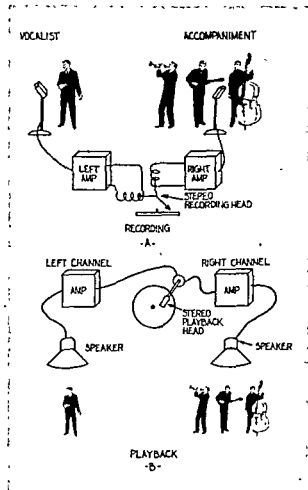 VOCALIST
ACCOMPANIMENT
LEFT
AMP
RIGHT
AMP
STEREO
RECORDING HEAD
RECORDING
-A-
LEFT CHANNEL
RIGHT CHANNEL
AMP
AMP
STEREO
PLAYBACK
HEAD
SPEAKER
SPEAKER
PLAYBACK
-B-